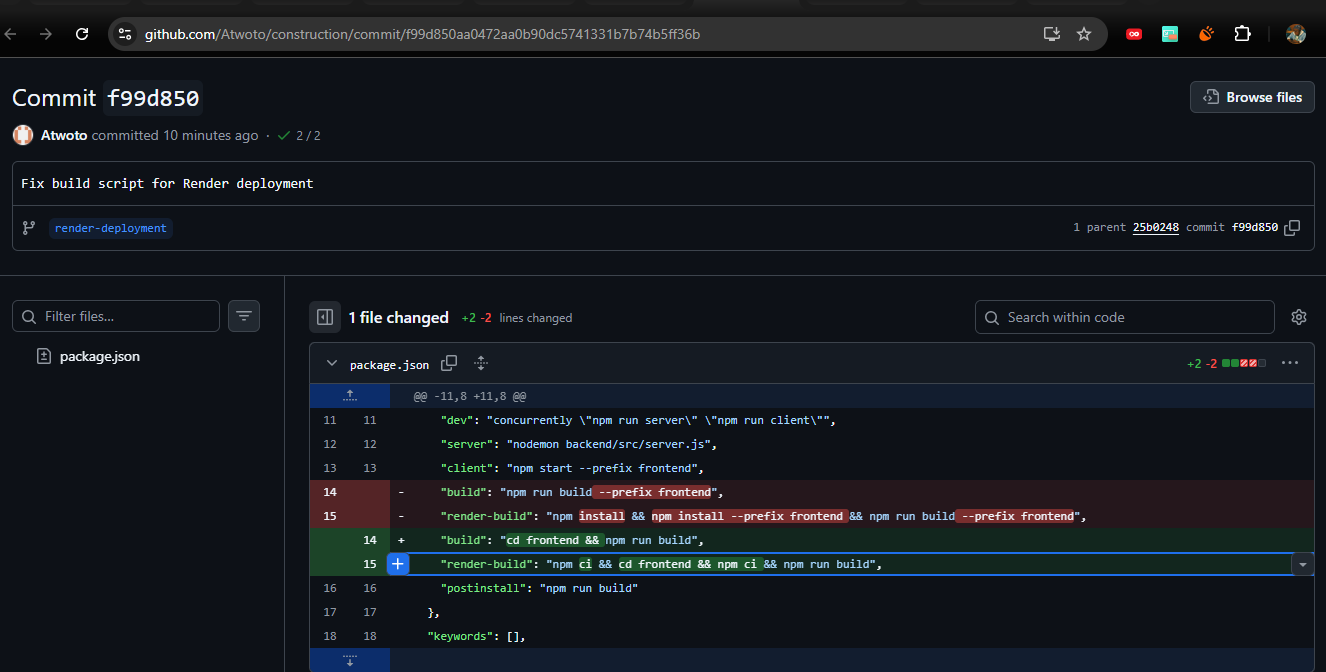 github.com/Atwoto/construction/commit/f99d850aa0472aa0b90dc5741331b7b74b5ff36b
Commit f99d850
Browse files
Atwoto committed 10 minutes ago · 2 / 2
Fix build script for Render deployment
render-deployment
1 parent 25b0248 commit f99d850
Filter files...
package.json
1 file changed +2 -2 lines changed
Search within code
package.json
+2 -2
@@ -11,8 +11,8 @@
11 11 "dev": "concurrently \"npm run server\" \"npm run client\"",
12 12 "server": "nodemon backend/src/server.js",
13 13 "client": "npm start --prefix frontend",
14 - "build": "npm run build --prefix frontend",
15 - "render-build": "npm install && npm install --prefix frontend && npm run build --prefix frontend",
14 + "build": "cd frontend && npm run build",
15 + "render-build": "npm ci && cd frontend && npm ci && npm run build",
16 16 "postinstall": "npm run build"
17 17 },
18 18 "keywords": [],